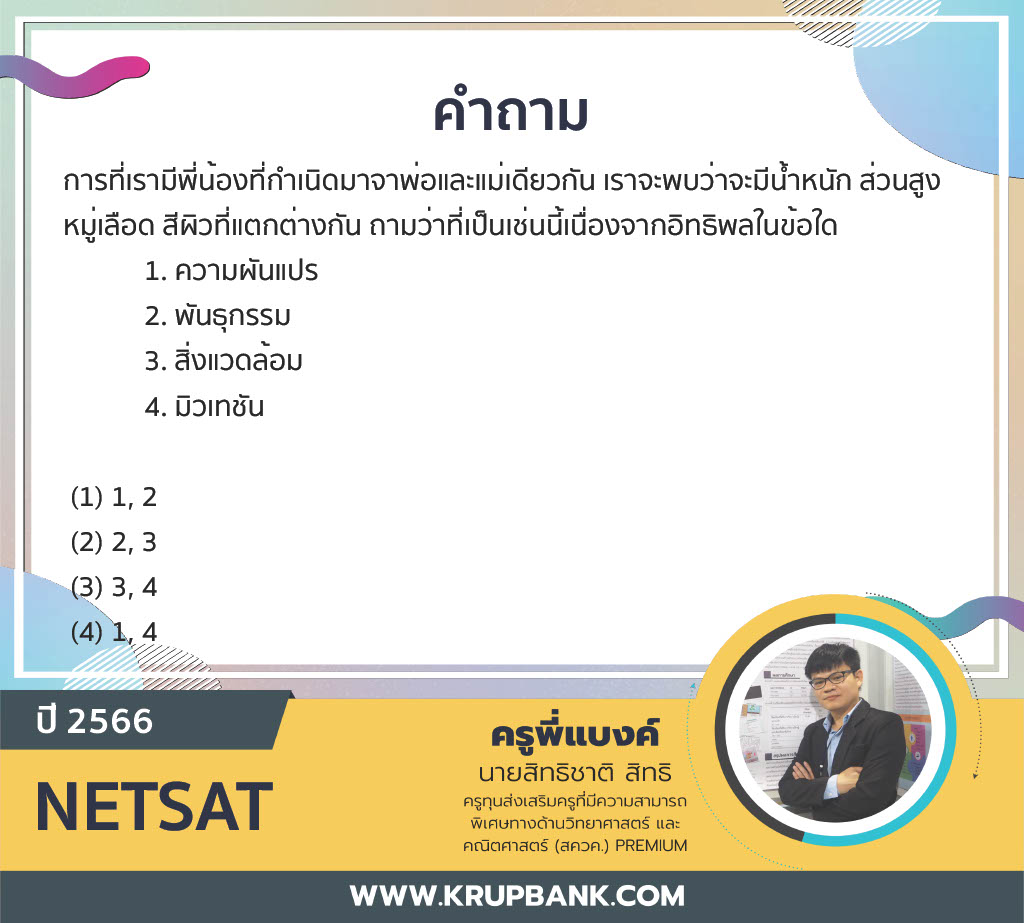 คำถาม
การที่เรามีพี่น้องที่กำเนิดมาจาพ่อและแม่เดียวกัน เราจะพบว่าจะมีน้ำหนัก ส่วนสูง
หมู่เลือด สีผิวที่แตกต่างกัน ถามว่าที่เป็นเช่นนี้เนื่องจากอิทธิพลในข้อใด
1. ความผันแปร
2. พันธุกรรม
3. สิ่งแวดล้อม
4. มิวเทชัน
(1) 1, 2
(2) 2, 3
(3) 3, 4
(4) 1, 4
ปี 2566
NETSAT
ครูพี่แบงค์
นายสิทธิชาติ สิทธิ
ครูทุนส่งเสริมครูที่มีความสามารถ
พิเศษทางด้านวิทยาศาสตร์ และ
คณิตศาสตร์ (สควค.) PREMIUM
WWW.KRUPBANK.COM